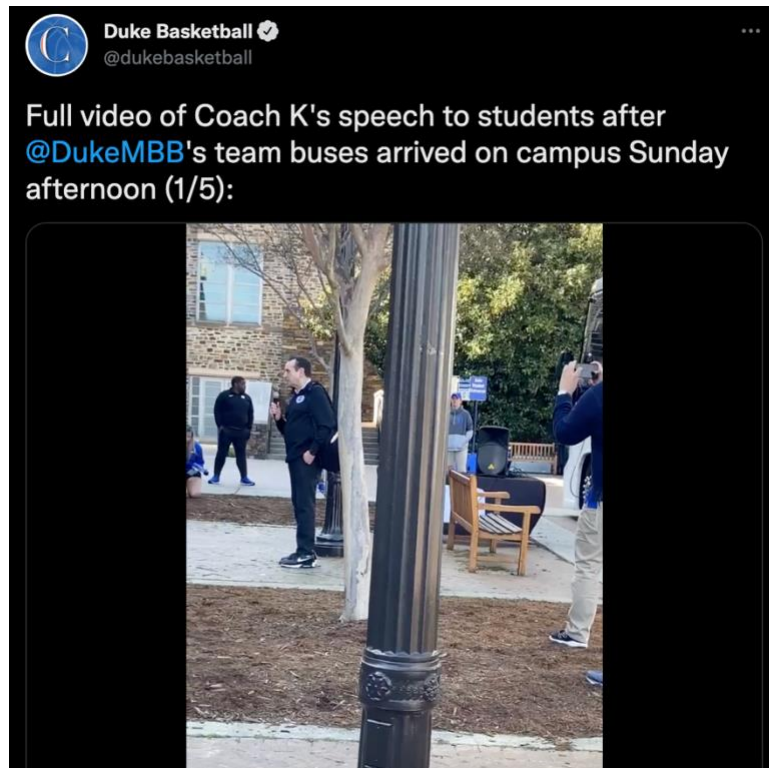 C
Duke Basketball
@dukebasketball
Full video of Coach K's speech to students after
@DukeMBB's team buses arrived on campus Sunday
afternoon (1/5):